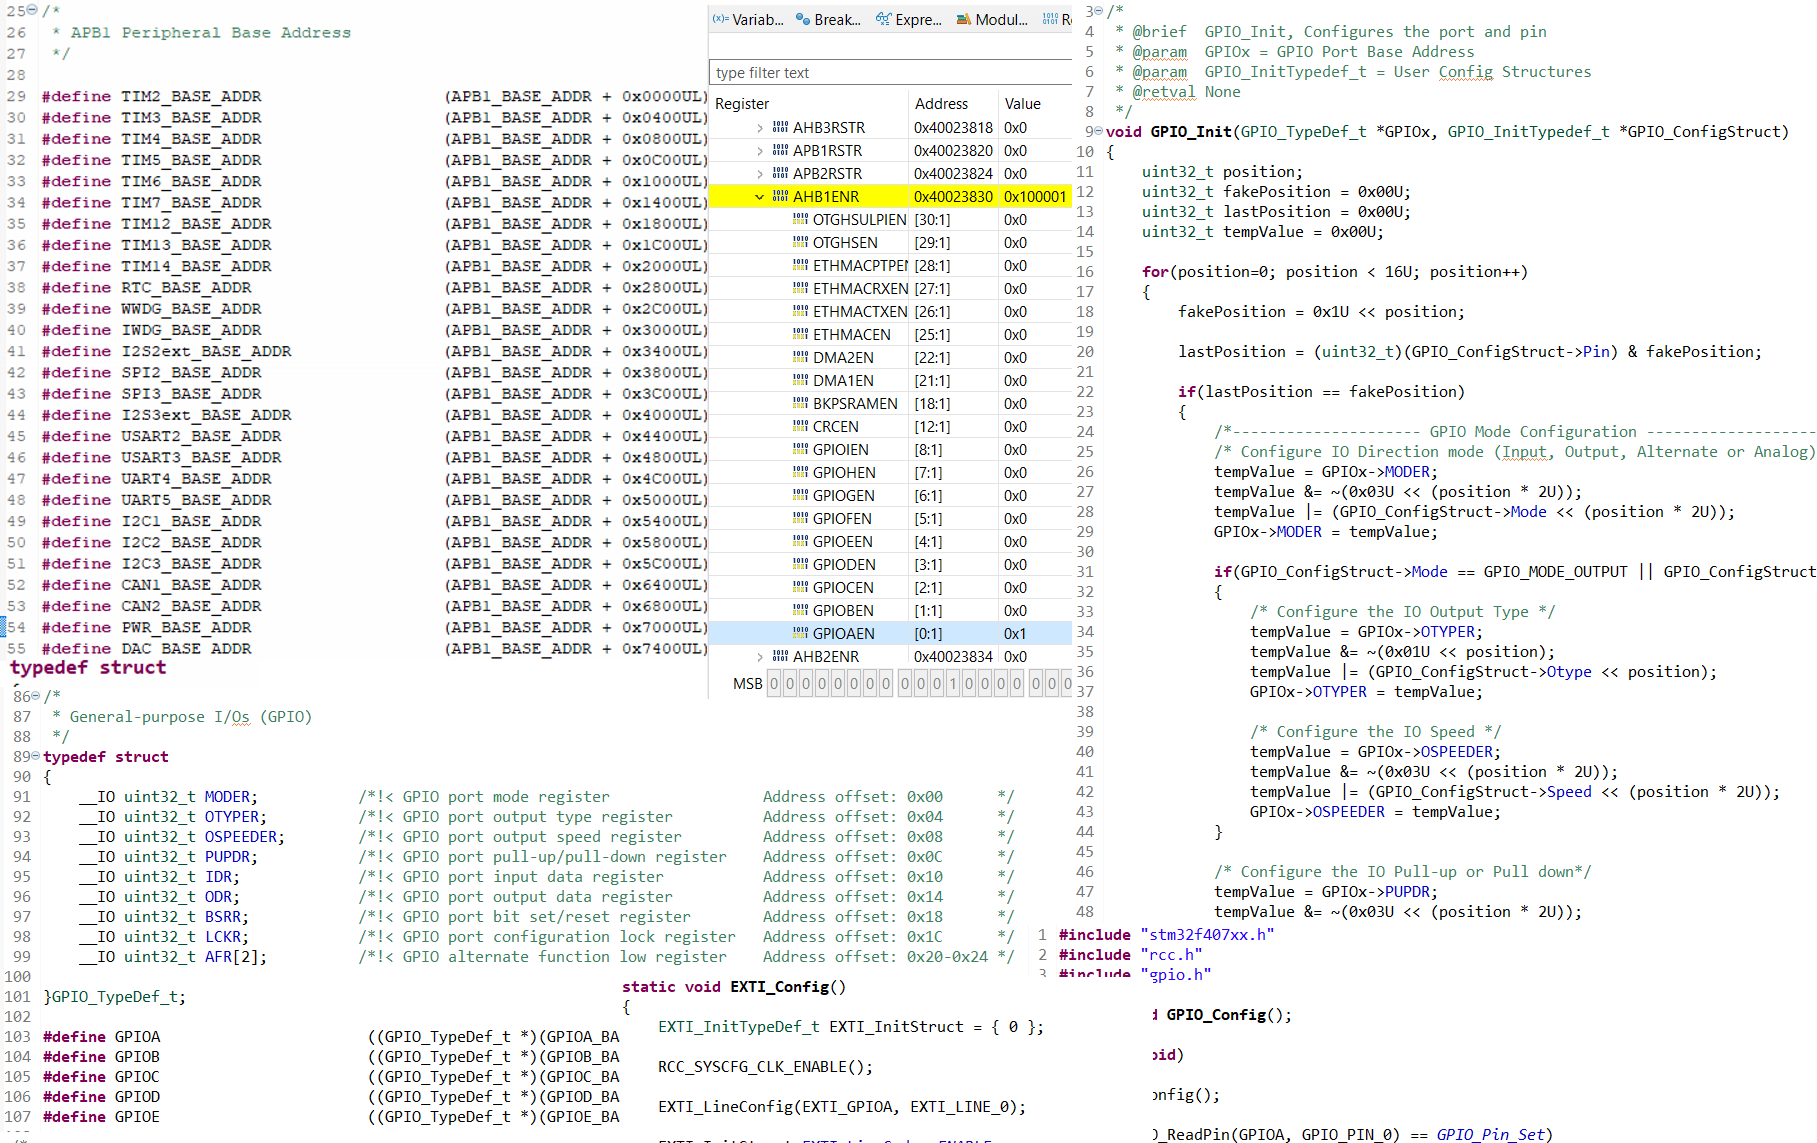 25 /*
26 * APB1 Peripheral Base Address
27 */
28
29 #define TIM2_BASE_ADDR (APB1_BASE_ADDR + 0x0000UL)
30 #define TIM3_BASE_ADDR (APB1_BASE_ADDR + 0x0400UL)
31 #define TIM4_BASE_ADDR (APB1_BASE_ADDR + 0x0800UL)
32 #define TIM5_BASE_ADDR (APB1_BASE_ADDR + 0x0C00UL)
33 #define TIM6_BASE_ADDR (APB1_BASE_ADDR + 0x1000UL)
34 #define TIM7_BASE_ADDR (APB1_BASE_ADDR + 0x1400UL)
35 #define TIM12_BASE_ADDR (APB1_BASE_ADDR + 0x1800UL)
36 #define TIM13_BASE_ADDR (APB1_BASE_ADDR + 0x1C00UL)
37 #define TIM14_BASE_ADDR (APB1_BASE_ADDR + 0x2000UL)
38 #define RTC_BASE_ADDR (APB1_BASE_ADDR + 0x2800UL)
39 #define WWDG_BASE_ADDR (APB1_BASE_ADDR + 0x2C00UL)
40 #define IWDG_BASE_ADDR (APB1_BASE_ADDR + 0x3000UL)
41 #define I2S2ext_BASE_ADDR (APB1_BASE_ADDR + 0x3400UL)
42 #define SPI2_BASE_ADDR (APB1_BASE_ADDR + 0x3800UL)
43 #define SPI3_BASE_ADDR (APB1_BASE_ADDR + 0x3C00UL)
44 #define I2S3ext_BASE_ADDR (APB1_BASE_ADDR + 0x4000UL)
45 #define USART2_BASE_ADDR (APB1_BASE_ADDR + 0x4400UL)
46 #define USART3_BASE_ADDR (APB1_BASE_ADDR + 0x4800UL)
47 #define UART4_BASE_ADDR (APB1_BASE_ADDR + 0x4C00UL)
48 #define UART5_BASE_ADDR (APB1_BASE_ADDR + 0x5000UL)
49 #define I2C1_BASE_ADDR (APB1_BASE_ADDR + 0x5400UL)
50 #define I2C2_BASE_ADDR (APB1_BASE_ADDR + 0x5800UL)
51 #define I2C3_BASE_ADDR (APB1_BASE_ADDR + 0x5C00UL)
52 #define CAN1_BASE_ADDR (APB1_BASE_ADDR + 0x6400UL)
53 #define CAN2_BASE_ADDR (APB1_BASE_ADDR + 0x6800UL)
54 #define PWR_BASE_ADDR (APB1_BASE_ADDR + 0x7000UL)
55 #define DAC_BASE_ADDR (APB1_BASE_ADDR + 0x7400UL)
typedef struct
86 /*
87 * General-purpose I/Os (GPIO)
88 */
89 typedef struct
90 {
91 __IO uint32_t MODER; /*!< GPIO port mode register Address offset: 0x00 */
92 __IO uint32_t OTYPER; /*!< GPIO port output type register Address offset: 0x04 */
93 __IO uint32_t OSPEEDER; /*!< GPIO port output speed register Address offset: 0x08 */
94 __IO uint32_t PUPDR; /*!< GPIO port pull-up/pull-down register Address offset: 0x0C */
95 __IO uint32_t IDR; /*!< GPIO port input data register Address offset: 0x10 */
96 __IO uint32_t ODR; /*!< GPIO port output data register Address offset: 0x14 */
97 __IO uint32_t BSRR; /*!< GPIO port bit set/reset register Address offset: 0x18 */
98 __IO uint32_t LCKR; /*!< GPIO port configuration lock register Address offset: 0x1C */
99 __IO uint32_t AFR[2]; /*!< GPIO alternate function low register Address offset: 0x20-0x24 */
100
101 }GPIO_TypeDef_t;
102
103 #define GPIOA ((GPIO_TypeDef_t *)(GPIOA_BA
104 #define GPIOB ((GPIO_TypeDef_t *)(GPIOB_BA
105 #define GPIOC ((GPIO_TypeDef_t *)(GPIOC_BA
106 #define GPIOD ((GPIO_TypeDef_t *)(GPIOD_BA
107 #define GPIOE ((GPIO_TypeDef_t *)(GPIOE_BA
(x)= Variab... Break... Expre... Modul... R
type filter text
Register Address Value
AHB3RSTR 0x40023818 0x0
APB1RSTR 0x40023820 0x0
APB2RSTR 0x40023824 0x0
AHB1ENR 0x40023830 0x100001
OTGHSULPIEN [30:1] 0x0
OTGHSEN [29:1] 0x0
ETHMACPTPEN [28:1] 0x0
ETHMACRXEN [27:1] 0x0
ETHMACTXEN [26:1] 0x0
ETHMACEN [25:1] 0x0
DMA2EN [22:1] 0x0
DMA1EN [21:1] 0x0
BKPSRAMEN [18:1] 0x0
CRCEN [12:1] 0x0
GPIOIEN [8:1] 0x0
GPIOHEN [7:1] 0x0
GPIOGEN [6:1] 0x0
GPIOFEN [5:1] 0x0
GPIOEEN [4:1] 0x0
GPIODEN [3:1] 0x0
GPIOCEN [2:1] 0x0
GPIOBEN [1:1] 0x0
GPIOAEN [0:1] 0x1
AHB2ENR 0x40023834 0x0
MSB 0 0 0 0 0 0 0 0 0 0 0 1 0 0 0 0 0 0 0
3 /*
4 * @brief GPIO_Init, Configures the port and pin
5 * @param GPIOx = GPIO Port Base Address
6 * @param GPIO_InitTypedef_t = User Config Structures
7 * @retval None
8 */
9 void GPIO_Init(GPIO_TypeDef_t *GPIOx, GPIO_InitTypedef_t *GPIO_ConfigStruct)
10 {
11 uint32_t position;
12 uint32_t fakePosition = 0x00U;
13 uint32_t lastPosition = 0x00U;
14 uint32_t tempValue = 0x00U;
15
16 for(position=0; position < 16U; position++)
17 {
18 fakePosition = 0x1U << position;
19
20 lastPosition = (uint32_t)(GPIO_ConfigStruct->Pin) & fakePosition;
21
22 if(lastPosition == fakePosition)
23 {
24 /*--------------------- GPIO Mode Configuration -------------------
25 /* Configure IO Direction mode (Input, Output, Alternate or Analog)
26 tempValue = GPIOx->MODER;
27 tempValue &= ~(0x03U << (position * 2U));
28 tempValue |= (GPIO_ConfigStruct->Mode << (position * 2U));
29 GPIOx->MODER = tempValue;
30
31 if(GPIO_ConfigStruct->Mode == GPIO_MODE_OUTPUT || GPIO_ConfigStruct
32 {
33 /* Configure the IO Output Type */
34 tempValue = GPIOx->OTYPER;
35 tempValue &= ~(0x01U << position);
36 tempValue |= (GPIO_ConfigStruct->Otype << position);
37 GPIOx->OTYPER = tempValue;
38
39 /* Configure the IO Speed */
40 tempValue = GPIOx->OSPEEDER;
41 tempValue &= ~(0x03U << (position * 2U));
42 tempValue |= (GPIO_ConfigStruct->Speed << (position * 2U));
43 GPIOx->OSPEEDER = tempValue;
44 }
45
46 /* Configure the IO Pull-up or Pull down*/
47 tempValue = GPIOx->PUPDR;
48 tempValue &= ~(0x03U << (position * 2U));
1 #include "stm32f407xx.h"
2 #include "rcc.h"
3 #include "gpio.h"
static void EXTI_Config()
{
EXTI_InitTypeDef_t EXTI_InitStruct = { 0 };
RCC_SYSCFG_CLK_ENABLE();
EXTI_LineConfig(EXTI_GPIOA, EXTI_LINE_0);
GPIO_Config();
oid)
onfig();
O_ReadPin(GPIOA, GPIO_PIN_0) == GPIO_Pin_Set)